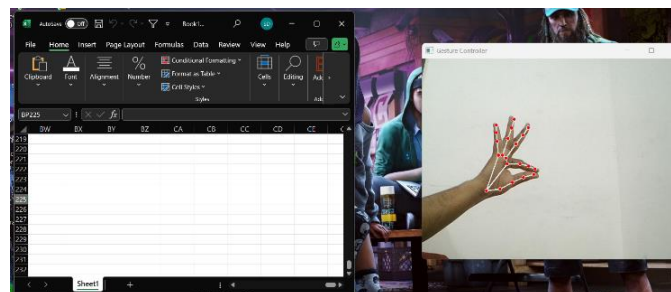 AutoSave Off Book1...
File Home Insert Page Layout Formulas Data Review View Help
Clipboard Font Alignment Number Conditional Formatting Format as Table Cell Styles Cells Editing
Styles
BP225 fx
BW BX BY BZ CA CB CC CD CE
219
220
221
222
223
224
225
226
227
228
229
230
231
232
Sheet1
Gesture Controller